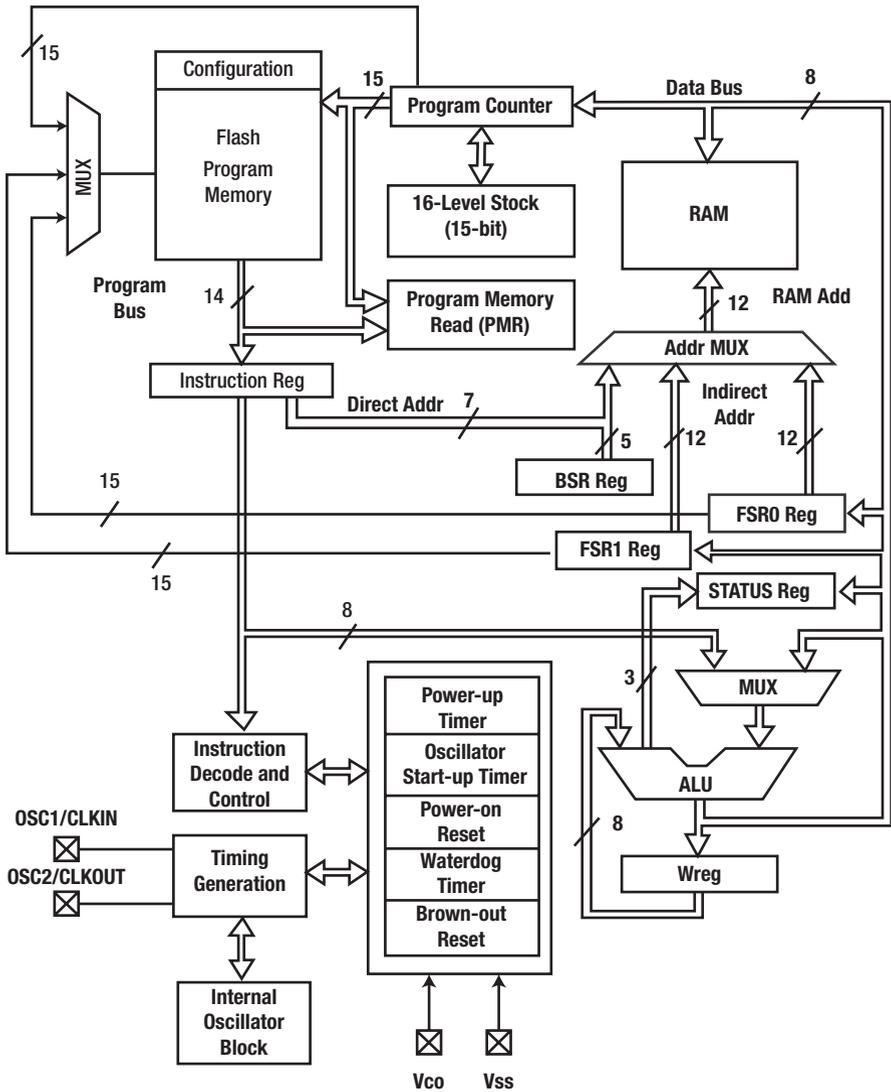 15
Configuration
Flash
Program
Memory
MUX
15
Program Counter
Data Bus
8
16-Level Stock
(15-bit)
RAM
Program
Bus
14
Program Memory
Read (PMR)
12
RAM Add
Addr MUX
Instruction Reg
Direct Addr
7
Indirect
Addr
5
12
12
BSR Reg
15
FSR0 Reg
15
FSR1 Reg
STATUS Reg
8
3
MUX
Power-up
Timer
Instruction
Decode and
Control
Oscillator
Start-up Timer
ALU
Power-on
Reset
8
OSC1/CLKIN
OSC2/CLKOUT
Timing
Generation
Waterdog
Timer
Wreg
Brown-out
Reset
Internal
Oscillator
Block
Vco
Vss